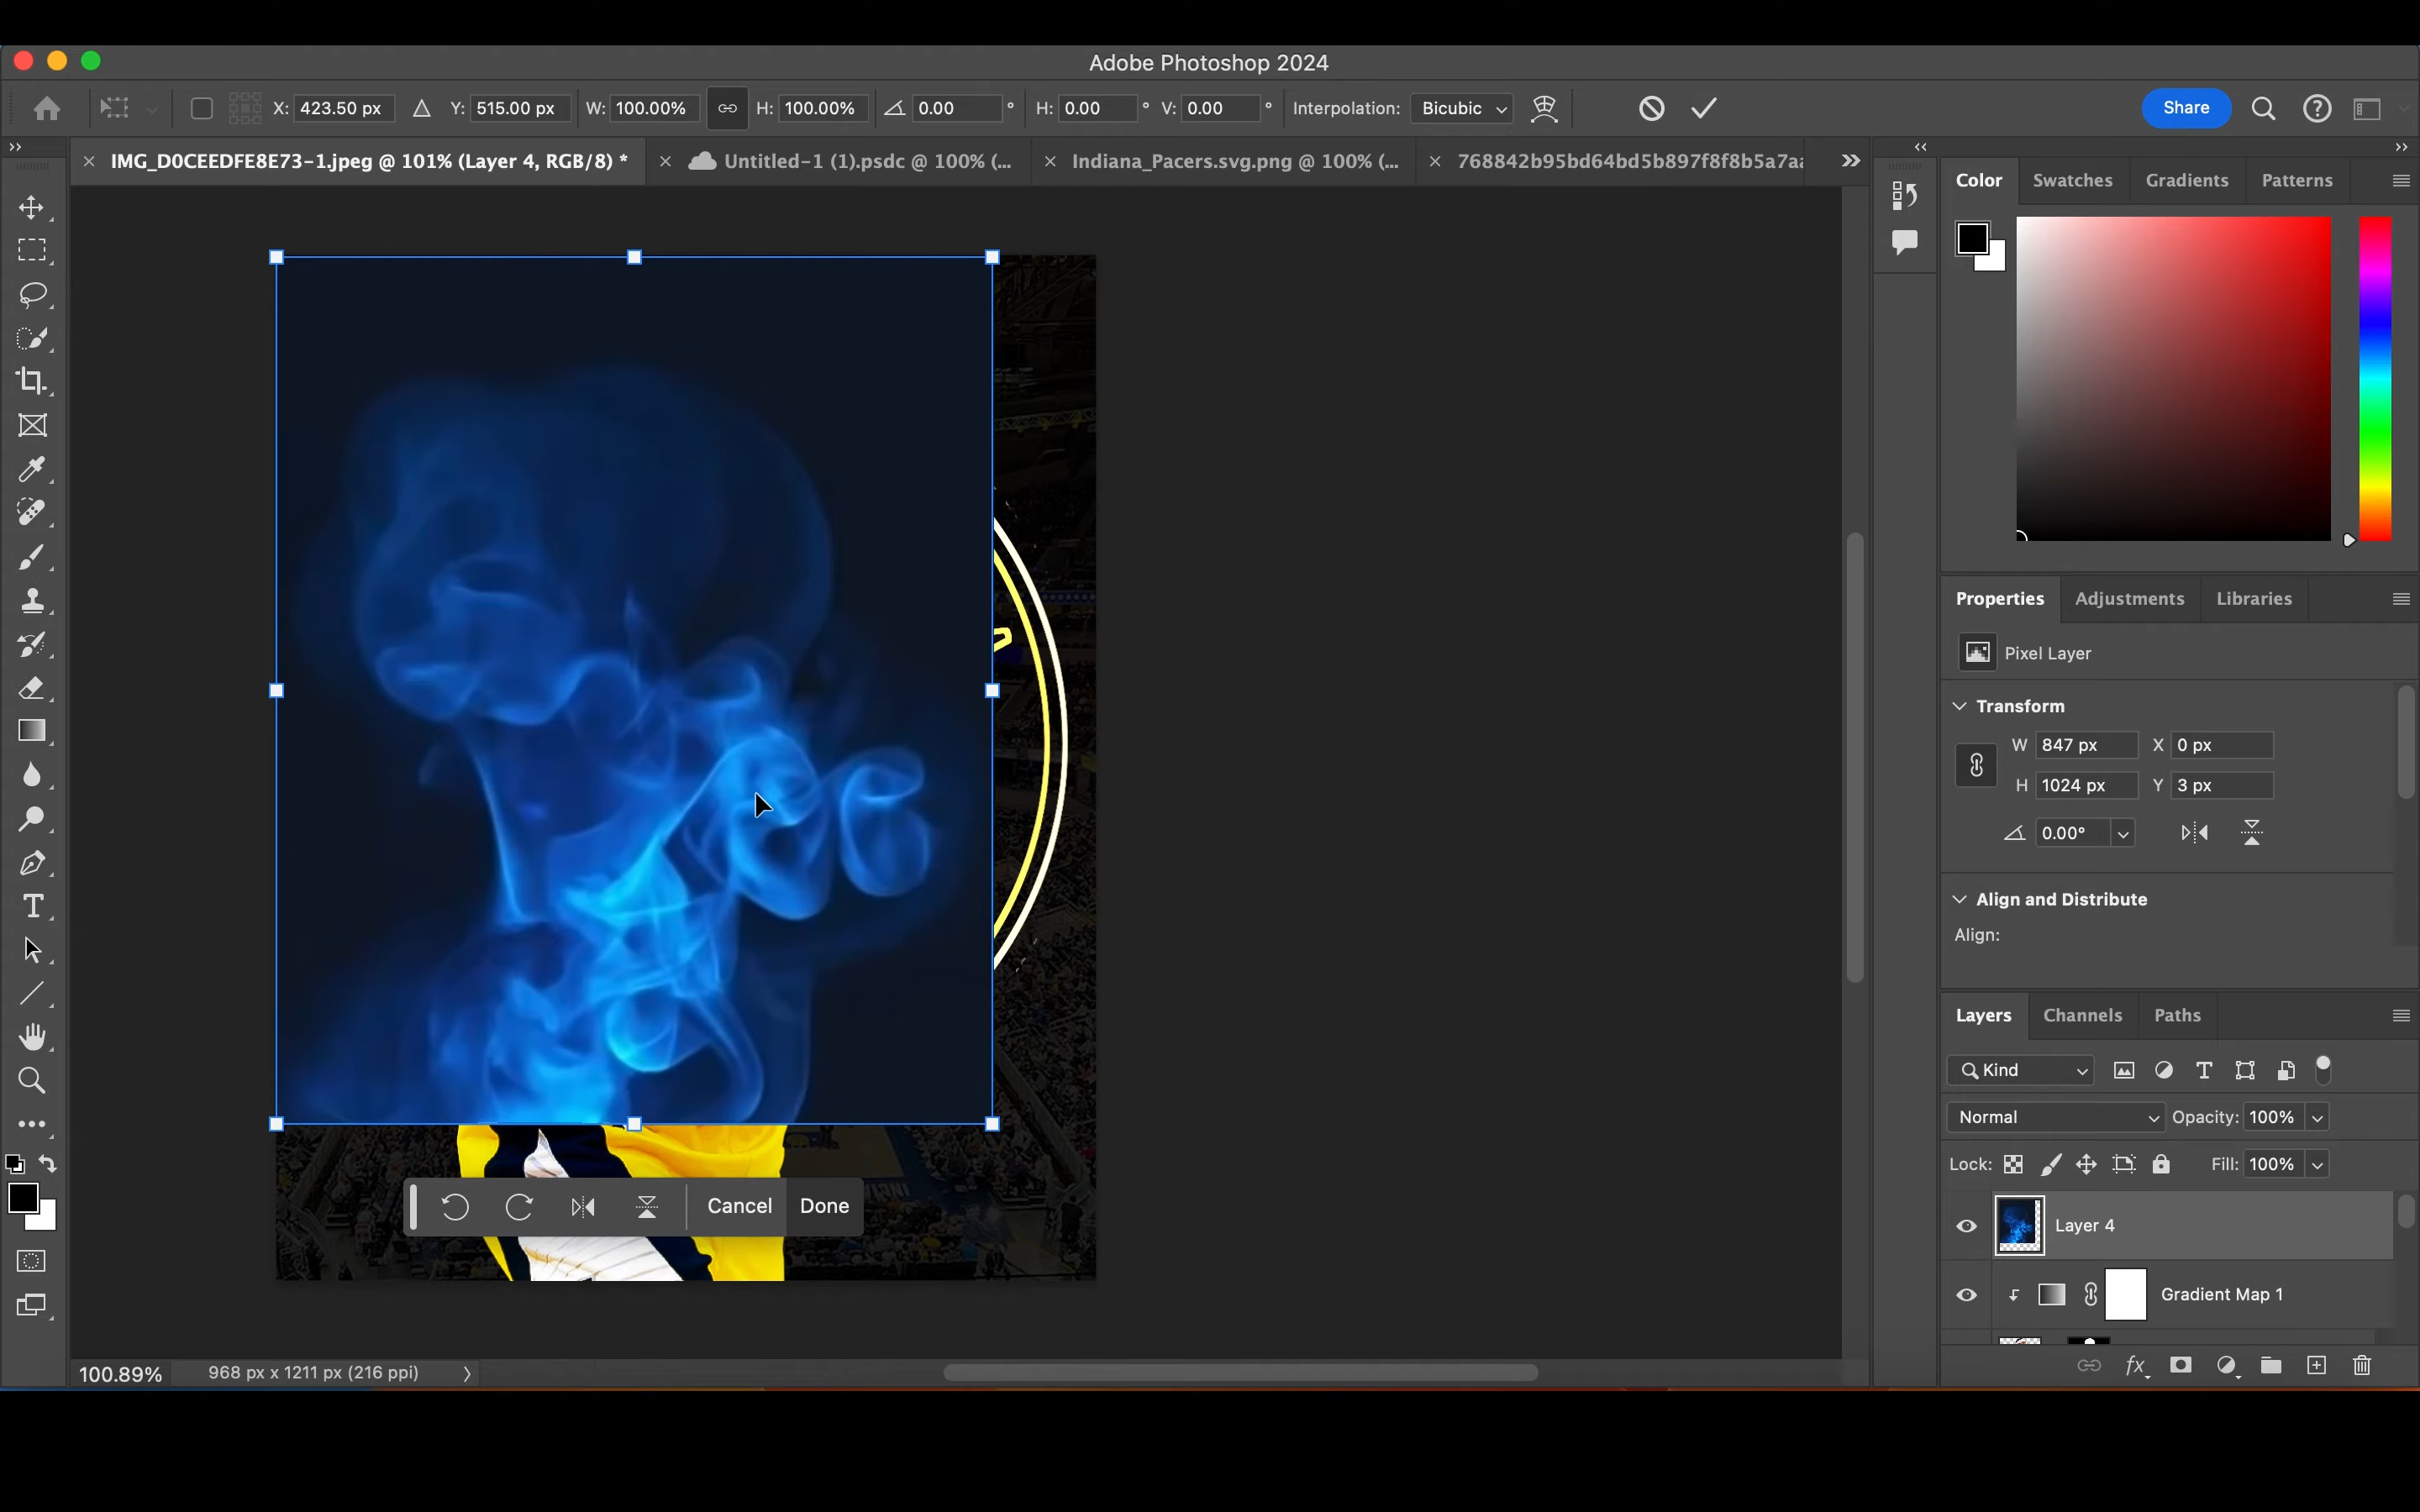 Adobe Photoshop 2024
X: 423.50 px Y: 515.00 px W: 100.00% H: 100.00% 0.00 ° H: 0.00 ° V: 0.00 ° Interpolation: Bicubic Share
IMG_D0CEEDFE8E73-1.jpeg @ 101% (Layer 4, RGB/8) * Untitled-1 (1).psdc @ 100% (... Indiana_Pacers.svg.png @ 100% (... 768842b95bd64bd5b897f8f8b5a7aa
Color Swatches Gradients Patterns
Properties Adjustments Libraries
Pixel Layer
Transform
W 847 px X 0 px
H 1024 px Y 3 px
0.00°
Align and Distribute
Align:
Layers Channels Paths
Kind
Normal Opacity: 100%
Lock: Fill: 100%
Layer 4
Gradient Map 1
Cancel Done
100.89% 968 px x 1211 px (216 ppi)